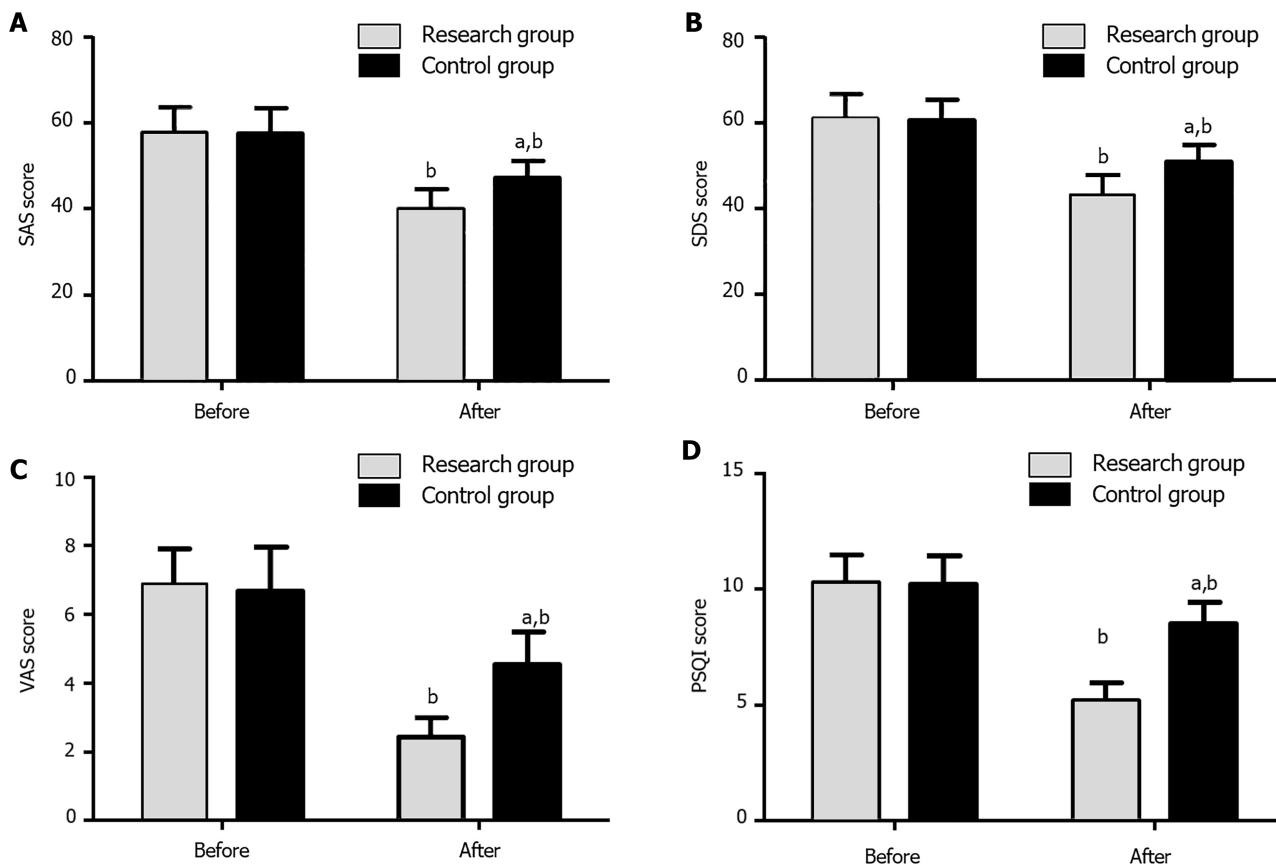 A
Research group
Control group
SAS score
80
60
40
20
0
b
a,b
Before
After
B
Research group
Control group
SDS score
80
60
40
20
0
b
a,b
Before
After
C
Research group
Control group
VAS score
10
8
6
4
2
0
b
a,b
Before
After
D
Research group
Control group
PSQI score
15
10
5
0
b
a,b
Before
After